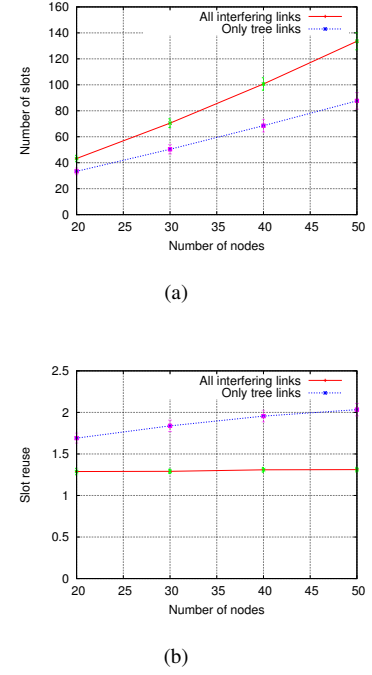 160
140
120
100
80
60
40
20
0
Number of slots
All interfering links
Only tree links
20 25 30 35 40 45 50
Number of nodes
(a)
2.5
2
1.5
1
0.5
0
Slot reuse
All interfering links
Only tree links
20 25 30 35 40 45 50
Number of nodes
(b)